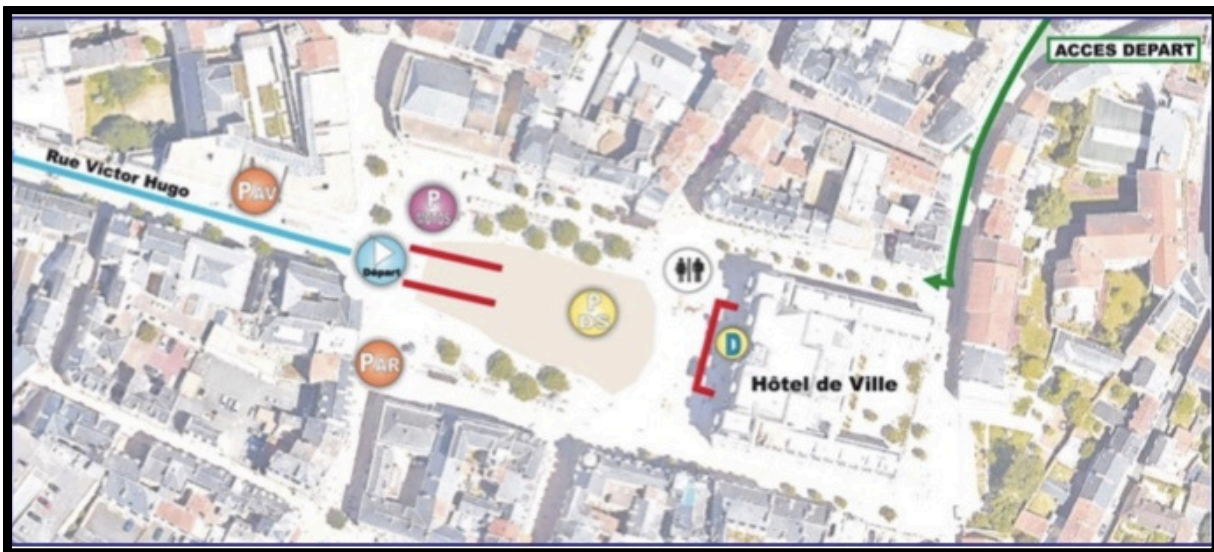 ACCES DEPART
Rue Victor Hugo
PAV
P
Départ
P
DS
PAR
D
Hôtel de Ville